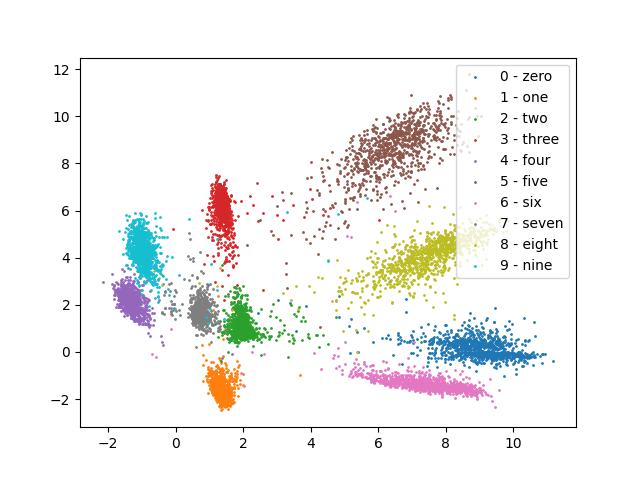 12
10
8
6
4
2
0
−2
−2
0
2
4
6
8
10
0 - zero
1 - one
2 - two
3 - three
4 - four
5 - five
6 - six
7 - seven
8 - eight
9 - nine